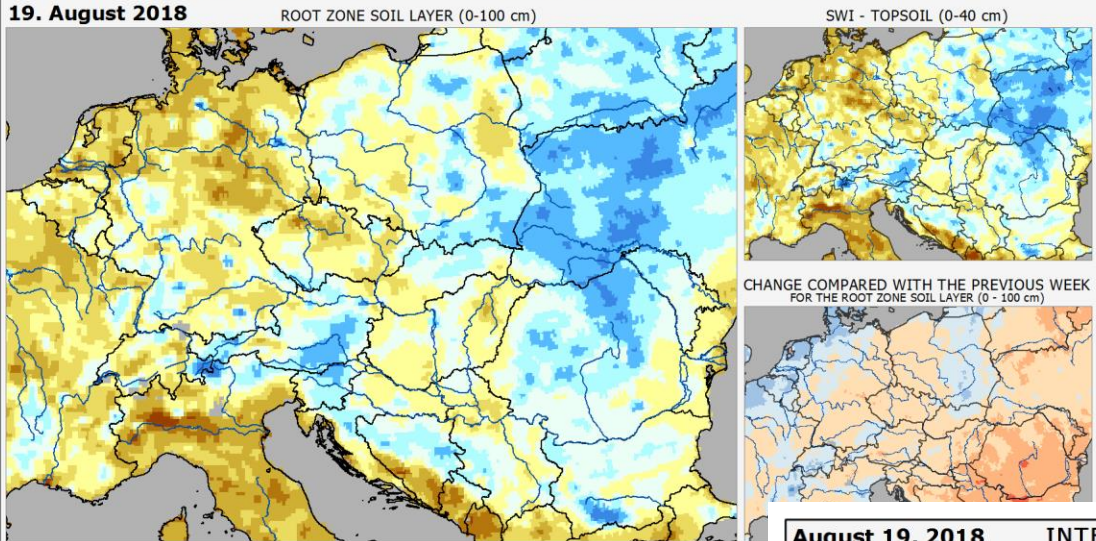 19. August 2018
ROOT ZONE SOIL LAYER (0-100 cm)
SWI - TOPSOIL (0-40 cm)
CHANGE COMPARED WITH THE PREVIOUS WEEK
FOR THE ROOT ZONE SOIL LAYER (0 - 100 cm)
August 19, 2018 INTE